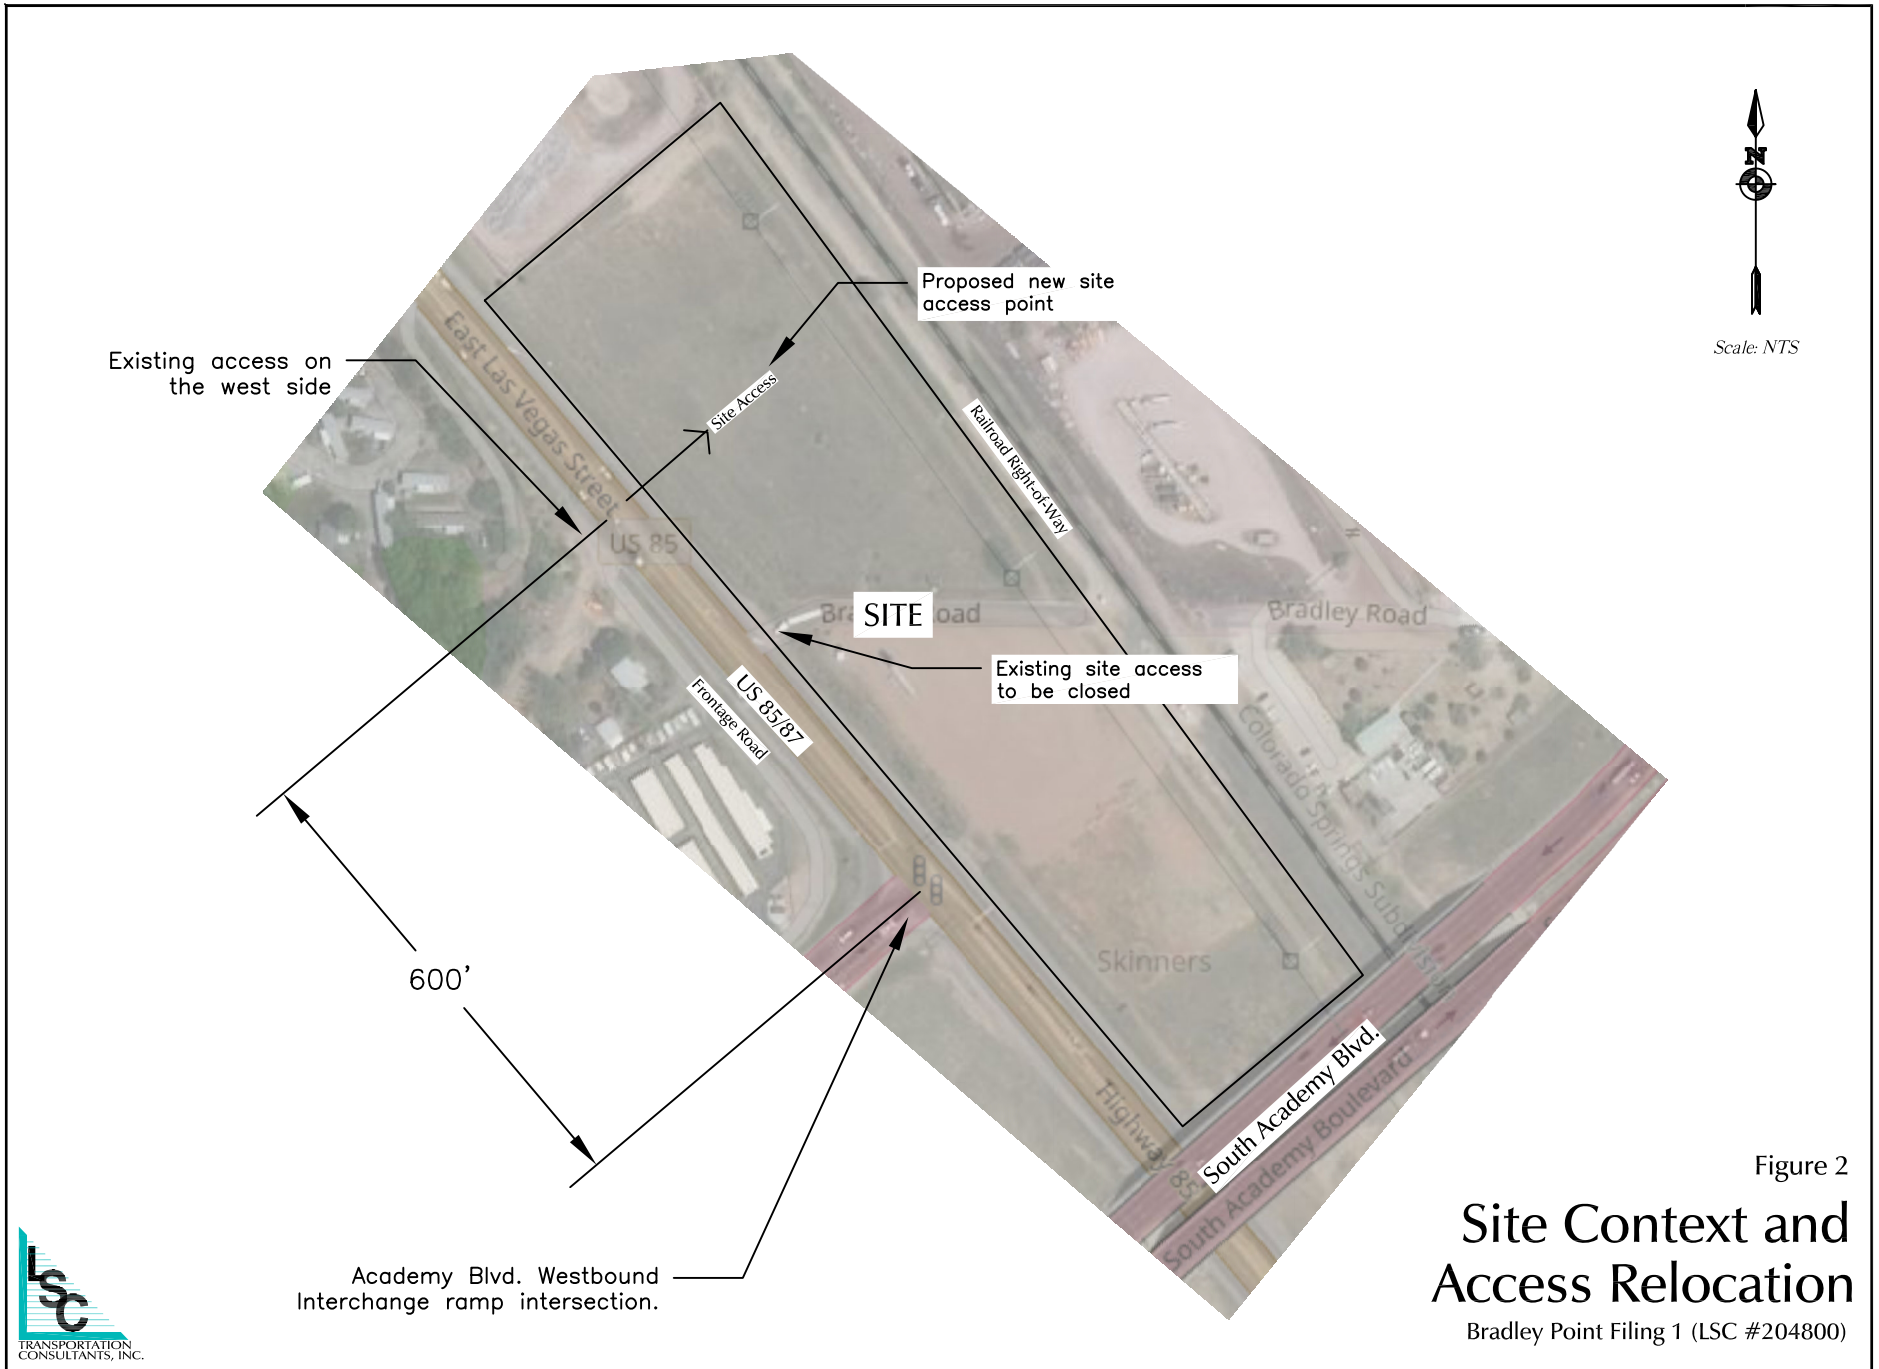 N
Scale: NTS
Proposed new site
access point
Existing access on
the west side
East Las Vegas Street
Site Access
Railroad Right-of-Way
US 85
SITE
Bradley Road
Existing site access
to be closed
US 85/87
Frontage Road
Colorado Springs Subdivision
Skinners
600'
Highway 85
South Academy Blvd.
South Academy Boulevard
Academy Blvd. Westbound
Interchange ramp intersection.
Figure 2
Site Context and
Access Relocation
Bradley Point Filing 1 (LSC #204800)
LSC
TRANSPORTATION
CONSULTANTS, INC.